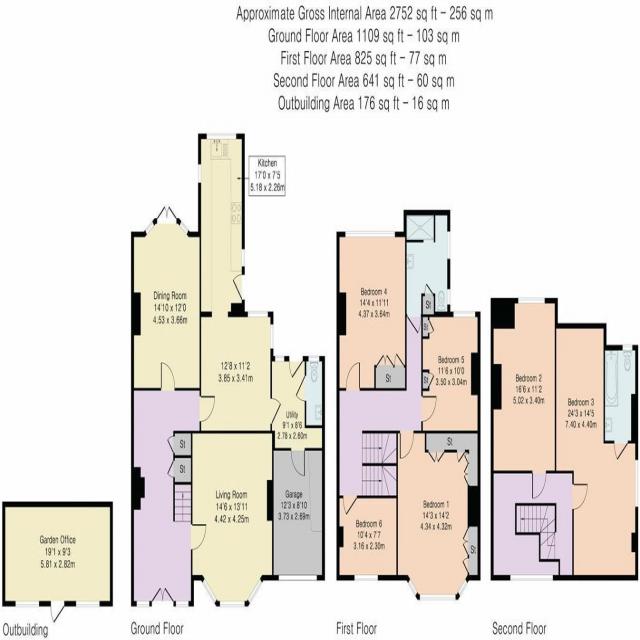 Approximate Gross Internal Area 2752 sq ft - 256 sq m
Ground Floor Area 1109 sq ft - 103 sq m
First Floor Area 825 sq ft - 77 sq m
Second Floor Area 641 sq ft - 60 sq m
Outbuilding Area 176 sq ft - 16 sq m
Kitchen
17'0 x 7'5
5.18 x 2.26m
Dining Room
14'10 x 12'0
4.53 x 3.66m
12'8 x 11'2
3.85 x 3.41m
Utility
9'1 x 8'6
2.78 x 2.60m
St
St
Living Room
14'6 x 13'11
4.42 x 4.25m
Garage
12'3 x 8'10
3.73 x 2.69m
Bedroom 4
14'4 x 11'11
4.37 x 3.64m
St
St
St
St
Bedroom 5
11'6 x 10'0
3.50 x 3.04m
St
Bedroom 1
14'3 x 14'2
4.34 x 4.32m
St
Bedroom 6
10'4 x 7'7
3.16 x 2.30m
Bedroom 2
16'6 x 11'2
5.02 x 3.40m
Bedroom 3
24'3 x 14'5
7.40 x 4.40m
Garden Office
19'1 x 9'3
5.81 x 2.82m
Outbuilding
Ground Floor
First Floor
Second Floor